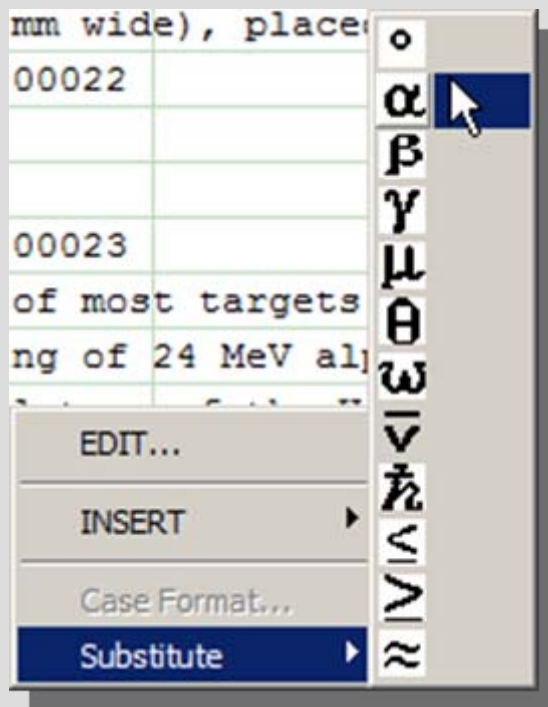 mm wide), place
00022
00023
of most targets
ng of 24 MeV al
EDIT...
INSERT
Case Format...
Substitute
°
α
β
γ
μ
θ
ω
v̅
ℏ
≤
≥
≈